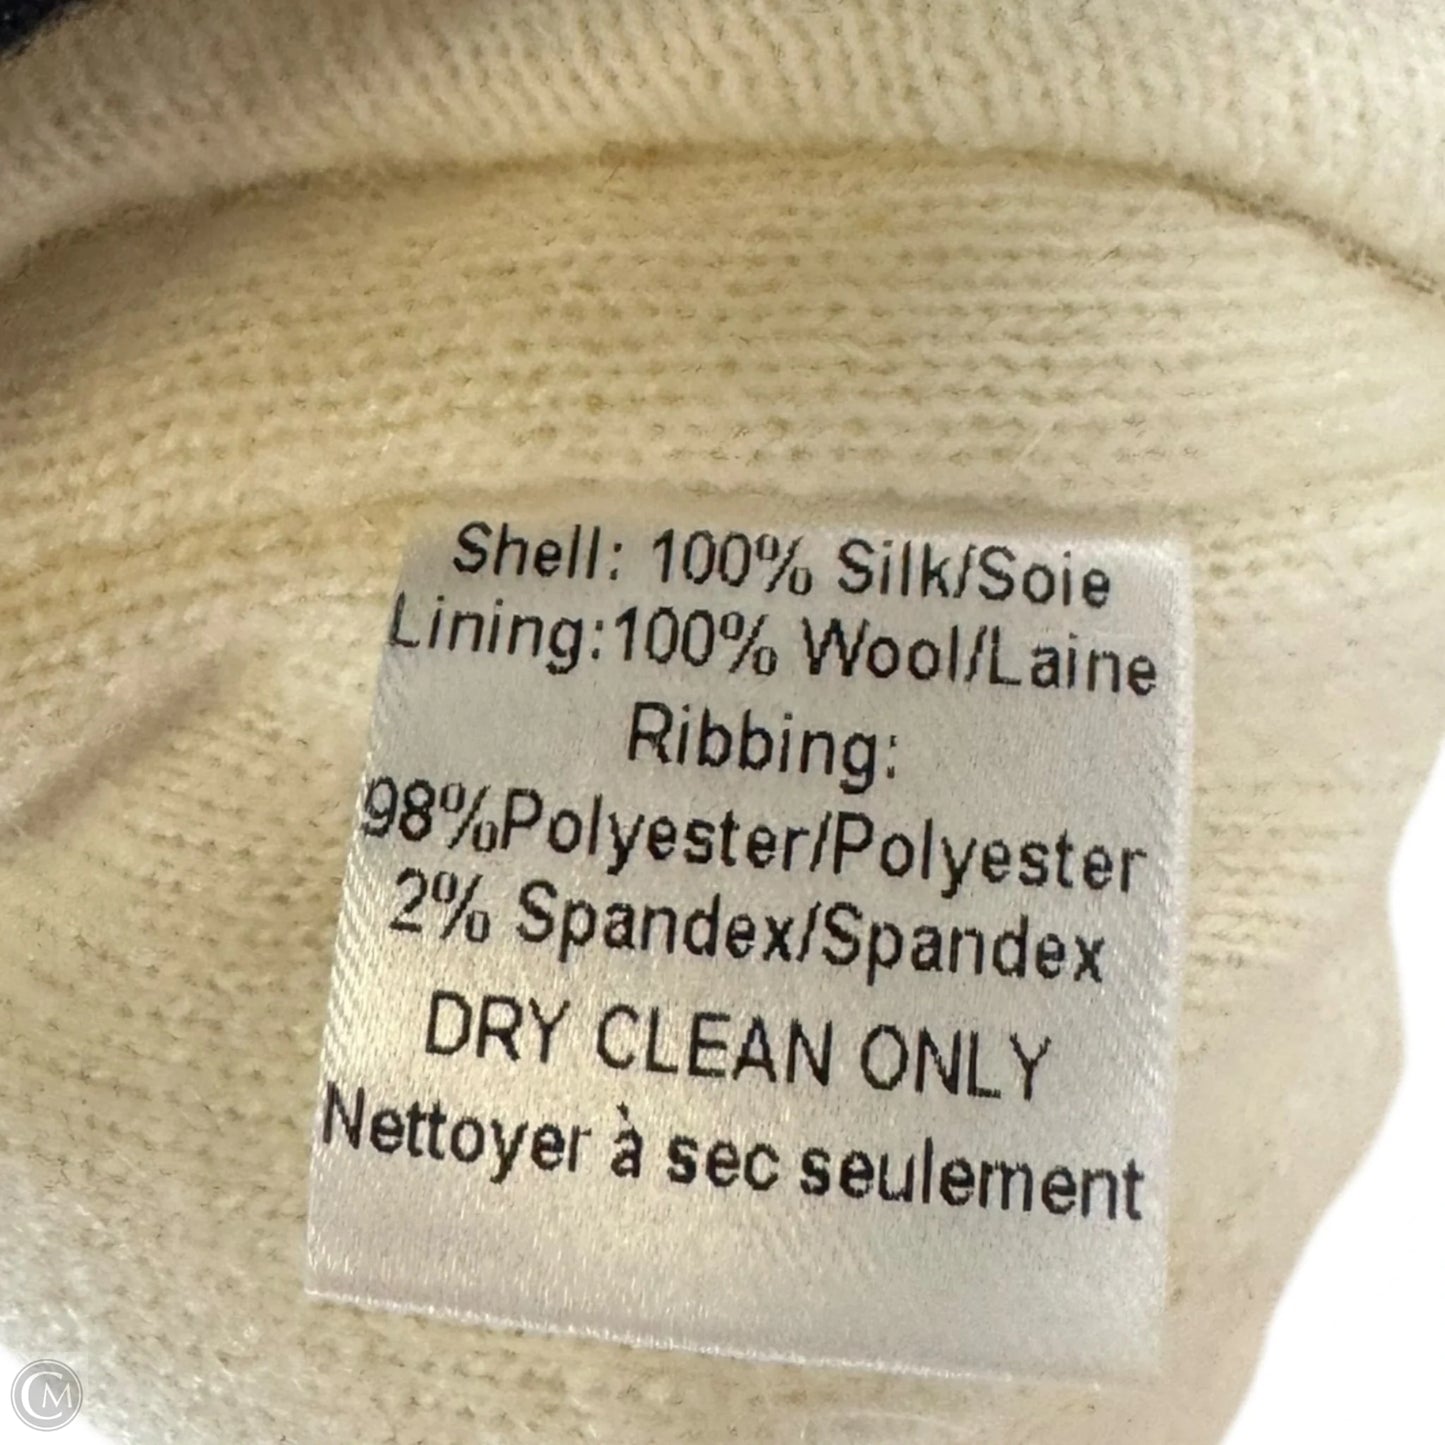 Shell: 100% Silk/Soie
Lining:100% Wool/Laine
Ribbing:
98%Polyester/Polyester
2% Spandex/Spandex
DRY CLEAN ONLY
Nettoyer à sec seulement
CM